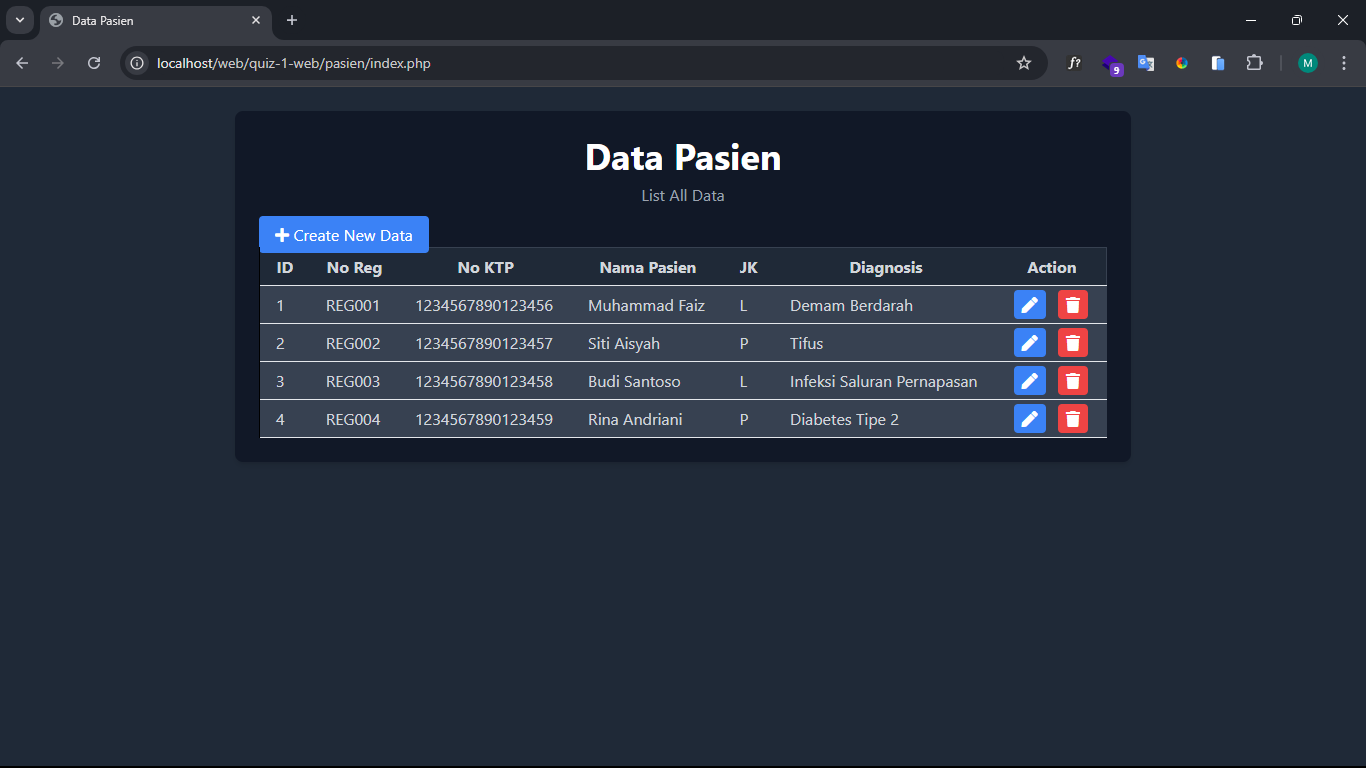 Data Pasien
localhost/web/quiz-1-web/pasien/index.php
f?
9
M
Data Pasien
List All Data
Create New Data
ID No Reg No KTP Nama Pasien JK Diagnosis Action
1 REG001 1234567890123456 Muhammad Faiz L Demam Berdarah
2 REG002 1234567890123457 Siti Aisyah P Tifus
3 REG003 1234567890123458 Budi Santoso L Infeksi Saluran Pernapasan
4 REG004 1234567890123459 Rina Andriani P Diabetes Tipe 2